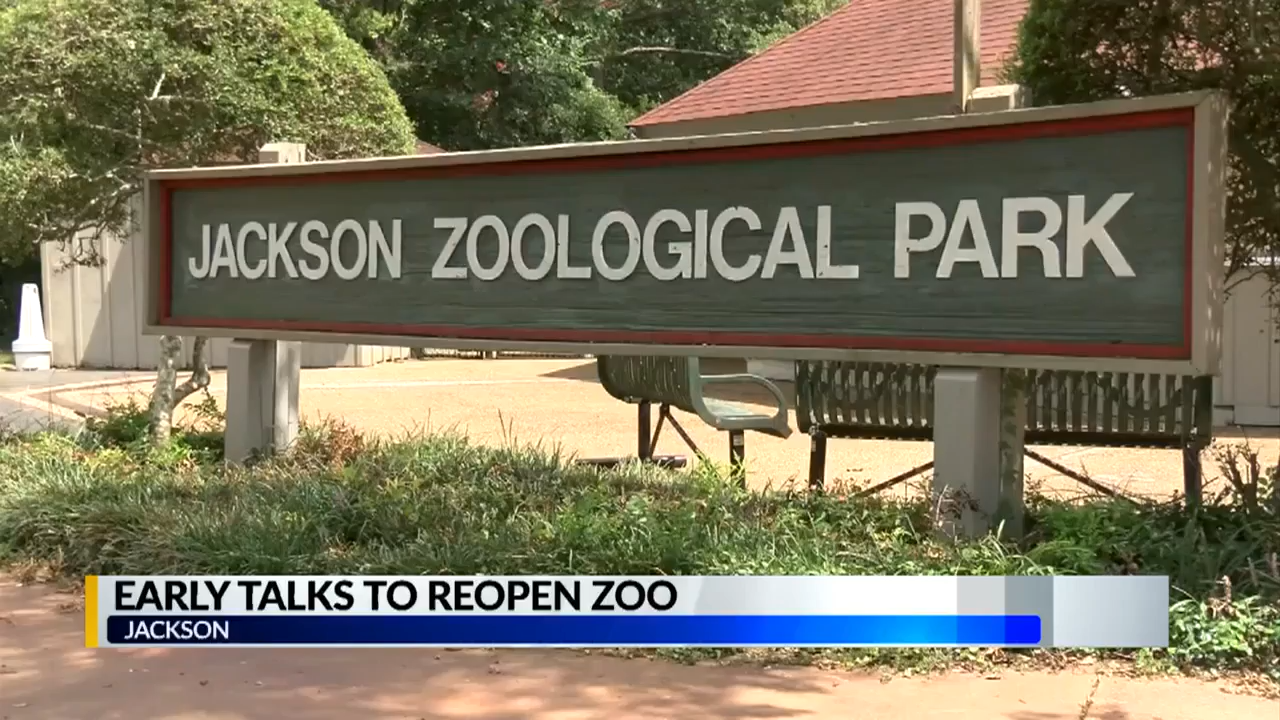 JACKSON ZOOLOGICAL PARK
EARLY TALKS TO REOPEN ZOO
JACKSON